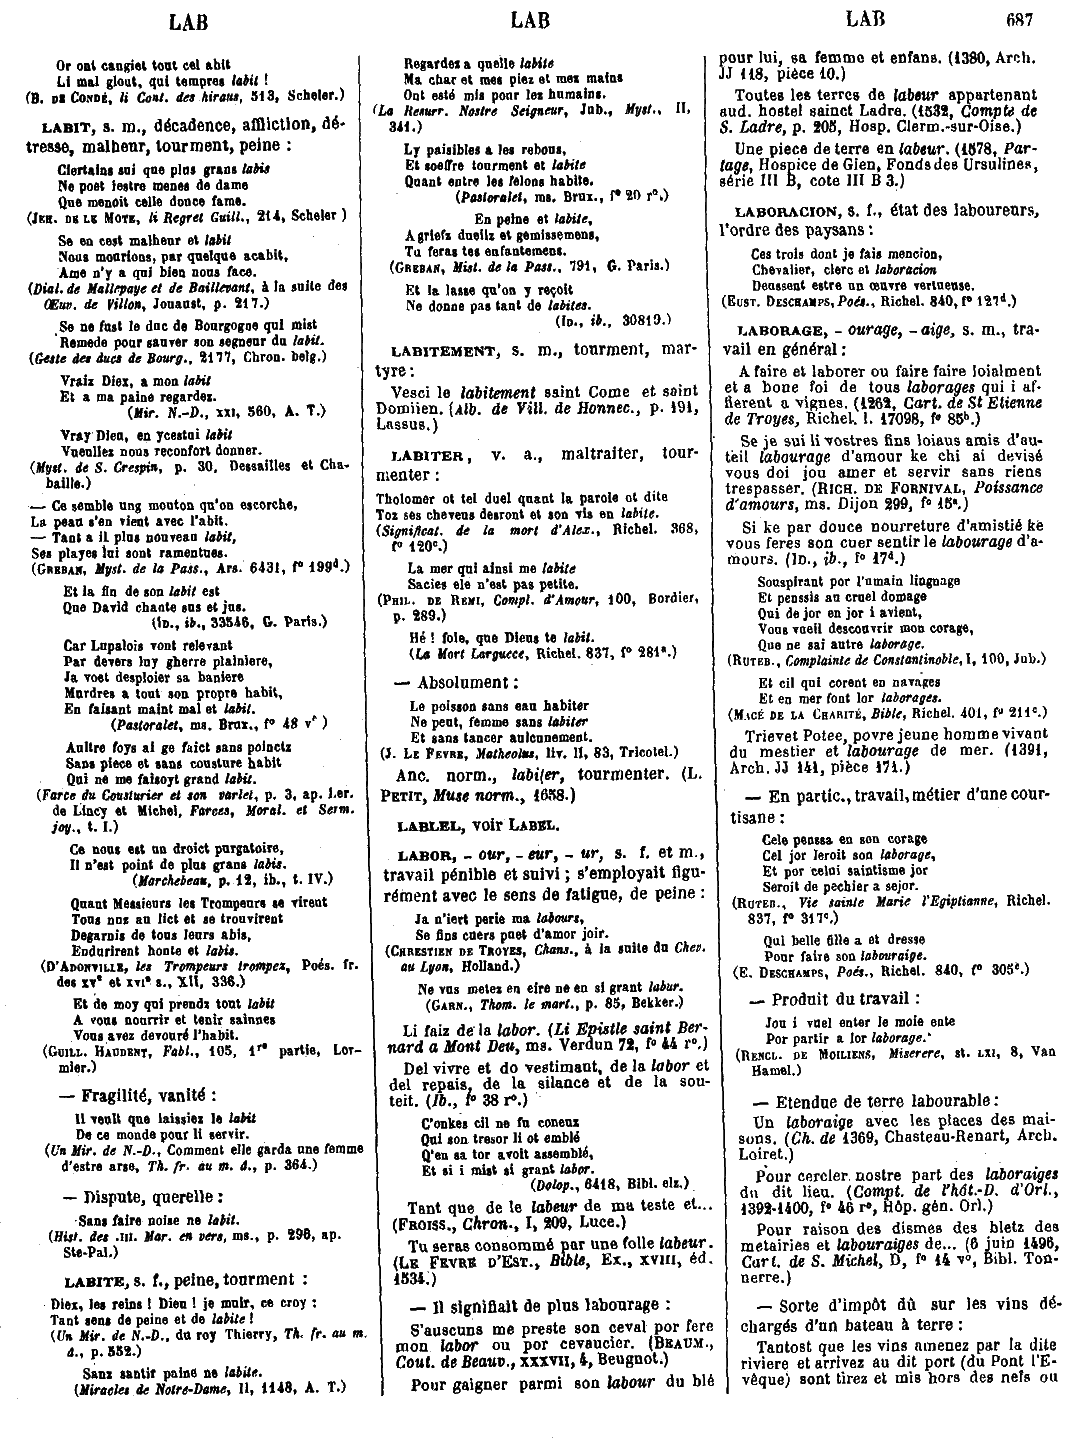 LAB
LAB
LAB
687
Or ont cangiet tout cel abit
Li mal glout, qui tempres labit !
(B. DE CONDÉ, li Cont. des hiraus, 513, Scheler.)
LABIT, s. m., décadence, affliction, dé-
tresse, malheur, tourment, peine :
Ciertains sui que plus grans labis
Ne poet iestre menes de dame
Que menoit celle douce fame.
(JEH. DE LE MOTE, li Regret Guill., 214, Scheler)
Se en cest malheur et labit
Nous mourions, par quelque acabit,
Ame n'y a qui bien nous face.
(Dial. de Mallepaye et de Baillevant, à la suite des
Œuv. de Villon, Jouaust, p. 217.)
Se ne fust le duc de Bourgogne qui mist
Remede pour sauver son segneur du labit.
(Geste des ducs de Bourg., 2177, Chron. belg.)
Vraiz Diex, a mon labit
Et a ma paine regardez.
(Mir. N.-D., XXI, 560, A. T.)
Vray Dieu, en ycestui labit
Vueullez nous reconfort donner.
(Myst. de S. Crespin, p. 30, Dessailles et Cha-
baille.)
— Ce semble ung mouton qu'on escorche,
La peau s'en vient avec l'abit.
— Tant a il plus nouveau labit,
Ses playes lui sont ramentues.
(GREBAN, Myst. de la Pass., Ars. 6431, f° 199d.)
Et la fin de son labit est
Que David chante sus et jus.
(ID., ib., 33546, G. Paris.)
Car Lupalois vont relevant
Par devers luy gherre plainiere,
Ja voet desploier sa baniere
Murdres a tout son propre habit,
En faisant maint mal et labit.
(Pastoralet, ms. Brux., f° 48 v°)
Aultre foys ai ge faict sans poinctz
Sans piece et sans cousture habit
Qui ne me faisoyt grand labit.
(Farce du Cousturier et son varlet, p. 3, ap. Ler.
de Lincy et Michel, Farces, Moral. et Serm.
joy., t. I.)
Ce nous est un droict purgatoire,
Il n'est point de plus grans labis.
(Marchebeau, p. 12, ib., t. IV.)
Quant Messieurs les Trompeurs se virent
Tous nus au lict et se trouvirent
Degarnis de tous leurs abis,
Endurirent honte et labis.
(D'ADONVILLE, les Trompeurs trompez, Poés. fr.
des XVe et XVIe s., XII, 336.)
Et de moy qui prends tout labit
A vous nourrir et tenir sainnes
Vous avez devouré l'habit.
(GUILL. HAUDENT, Fabl., 105, 1re partie, Lor-
mier.)
— Fragilité, vanité :
Il veult que laissiez le labit
De ce monde pour li servir.
(Un Mir. de N.-D., Comment elle garda une femme
d'estre arse, Th. fr. au m. â., p. 364.)
— Dispute, querelle :
Sans faire noise ne labit.
(Hist. des .III. Mar. en vers, ms., p. 298, ap.
Ste-Pal.)
LABITE, s. f., peine, tourment :
Diex, les reins ! Dieu ! je muir, ce croy :
Tant sens de peine et de labite !
(Un Mir. de N.-D., du roy Thierry, Th. fr. au m.
â., p. 552.)
Sanz santir paine ne labite.
(Miracles de Notre-Dame, II, 1148, A. T.)
Regardez a quelle labite
Ma char et mes piez et mes mains
Ont esté mis pour les humains.
(La Resurr. Nostre Seigneur, Jub., Myst., II,
341.)
Ly paisibles a les rebous,
Et soeffre tourment et labite
Quant entre les felons habite.
(Pastoralet, ms. Brux., f° 20 r°.)
En peine et labite,
A griefz dueilz et gemissemens,
Tu feras tes enfantemens.
(GREBAN, Mist. de la Pass., 791, G. Paris.)
Et la lasse qu'on y reçoit
Ne donne pas tant de labites.
(ID., ib., 30819.)
LABITEMENT, s. m., tourment, mar-
tyre :
Vesci le labitement saint Come et saint
Domiien. (Alb. de Vill. de Honnec., p. 191,
Lassus.)
LABITER, v. a., maltraiter, tour-
menter :
Tholomer ot tel duel quant la parole ot dite
Toz ses cheveus desront et son vis en labite.
(Significat. de la mort d'Alex., Richel. 368,
f° 120c.)
La mer qui ainsi me labite
Sacies ele n'est pas petite.
(PHIL. DE REMI, Compl. d'Amour, 100, Bordier,
p. 289.)
Hé ! fole, que Dieus te labit.
(La Mort Larguece, Richel. 837, f° 281a.)
— Absolument :
Le poisson sans eau habiter
Ne peut, femme sans labiter
Et sans tancer aulcunement.
(J. LE FEVRE, Matheolus, liv. II, 83, Tricotel.)
Anc. norm., labiter, tourmenter. (L.
PETIT, Muse norm., 1658.)
LABLEL, voir LABEL.
LABOR, - our, - eur, - ur, s. f. et m.,
travail pénible et suivi ; s'employait figu-
rément avec le sens de fatigue, de peine :
Ja n'iert perie ma labours,
Se fins cuers puet d'amor joir.
(CHRESTIEN DE TROYES, Chans., à la suite du Chev.
au Lyon, Holland.)
Ne vus metez en eire ne en si grant labur.
(GARN., Thom. le mart., p. 85, Bekker.)
Li faiz de la labor. (Li Epistle saint Ber-
nard a Mont Deu, ms. Verdun 72, f° 44 r°.)
Del vivre et do vestimant, de la labor et
del repais, de la silance et de la sou-
teit. (Ib., f° 38 r°.)
C'onkes cil ne fu coneux
Qui son tresor li ot emblé
Q'en sa tor avoit assemblé,
Et si i mist si grant labor.
(Dolop., 6418, Bibl. elz.)
Tant que de le labeur de ma teste et...
(FROISS., Chron., I, 209, Luce.)
Tu seras consommé par une folle labeur.
(LE FEVRE D'EST., Bible, Ex., XVIII, éd.
1534.)
— Il signifiait de plus labourage :
S'auscuns me preste son ceval por fere
mon labor ou por cevaucier. (BEAUM.,
Cout. de Beauv., XXXVII, 4, Beugnot.)
Pour gaigner parmi son labour du blé
pour lui, sa femme et enfans. (1380, Arch.
JJ 118, pièce 10.)
Toutes les terres de labeur appartenant
aud. hostel sainct Ladre. (1532, Compte de
S. Ladre, p. 205, Hosp. Clerm.-sur-Oise.)
Une piece de terre en labeur. (1578, Par-
tage, Hospice de Gien, Fonds des Ursulines,
série III B, cote III B 3.)
LABORACION, s. f., état des laboureurs,
l'ordre des paysans :
Ces trois dont je fais mencion,
Chevalier, clerc et laboracion
Deussent estre un œuvre vertueuse.
(EUST. DESCHAMPS, Poés., Richel. 840, f° 127d.)
LABORAGE, - ourage, - aige, s. m., tra-
vail en général :
A faire et laborer ou faire faire loialment
et a bone foi de tous laborages qui i af-
fierent a vignes. (1262, Cart. de St Etienne
de Troyes, Richel. l. 17098, f° 85b.)
Se je sui li vostres fins loiaus amis d'au-
teil labourage d'amour ke chi ai devisé
vous doi jou amer et servir sans riens
trespasser. (RICH. DE FORNIVAL, Poissance
d'amours, ms. Dijon 299, f° 15a.)
Si ke par douce nourreture d'amistié ke
vous feres son cuer sentir le labourage d'a-
mours. (ID., ib., f° 17d.)
Souspirant por l'umain lingnage
Et penssis au cruel domage
Qui de jor en jor i avient,
Vous vueil descouvrir mon corage,
Que ne sai autre laborage.
(RUTEB., Complainte de Constantinoble, I, 100, Jub.)
Et cil qui corent en navages
Et en mer font lor laborages.
(MACÉ DE LA CHARITÉ, Bible, Richel. 401, f° 211c.)
Trievet Potee, povre jeune homme vivant
du mestier et labourage de mer. (1391,
Arch. JJ 141, pièce 171.)
— En partic., travail, métier d'une cour-
tisane :
Cele penssa en son corage
Cel jor leroit son laborage,
Et por celui saintisme jor
Seroit de pechier a sejor.
(RUTEB., Vie sainte Marie l'Egiptianne, Richel.
837, f° 317c.)
Qui belle fille a et dresse
Pour faire son labouraige.
(E. DESCHAMPS, Poés., Richel. 840, f° 305c.)
— Produit du travail :
Jou i vuel enter le moie ente
Por partir a lor laborage.
(RENCL. DE MOILIENS, Miserere, st. LXI, 8, Van
Hamel.)
— Etendue de terre labourable :
Un laboraige avec les places des mai-
sons. (Ch. de 1369, Chasteau-Renart, Arch.
Loiret.)
Pour cercler nostre part des laboraiges
du dit lieu. (Compt. de l'hôt.-D. d'Orl.,
1392-1400, f° 46 r°, Hôp. gén. Orl.)
Pour raison des dismes des bletz des
metairies et labouraiges de... (6 juin 1496,
Cart. de S. Michel, D, f° 14 v°, Bibl. Ton-
nerre.)
— Sorte d'impôt dû sur les vins dé-
chargés d'un bateau à terre :
Tantost que les vins amenez par la dite
riviere et arrivez au dit port (du Pont l'E-
vêque) sont tirez et mis hors des nefs ou